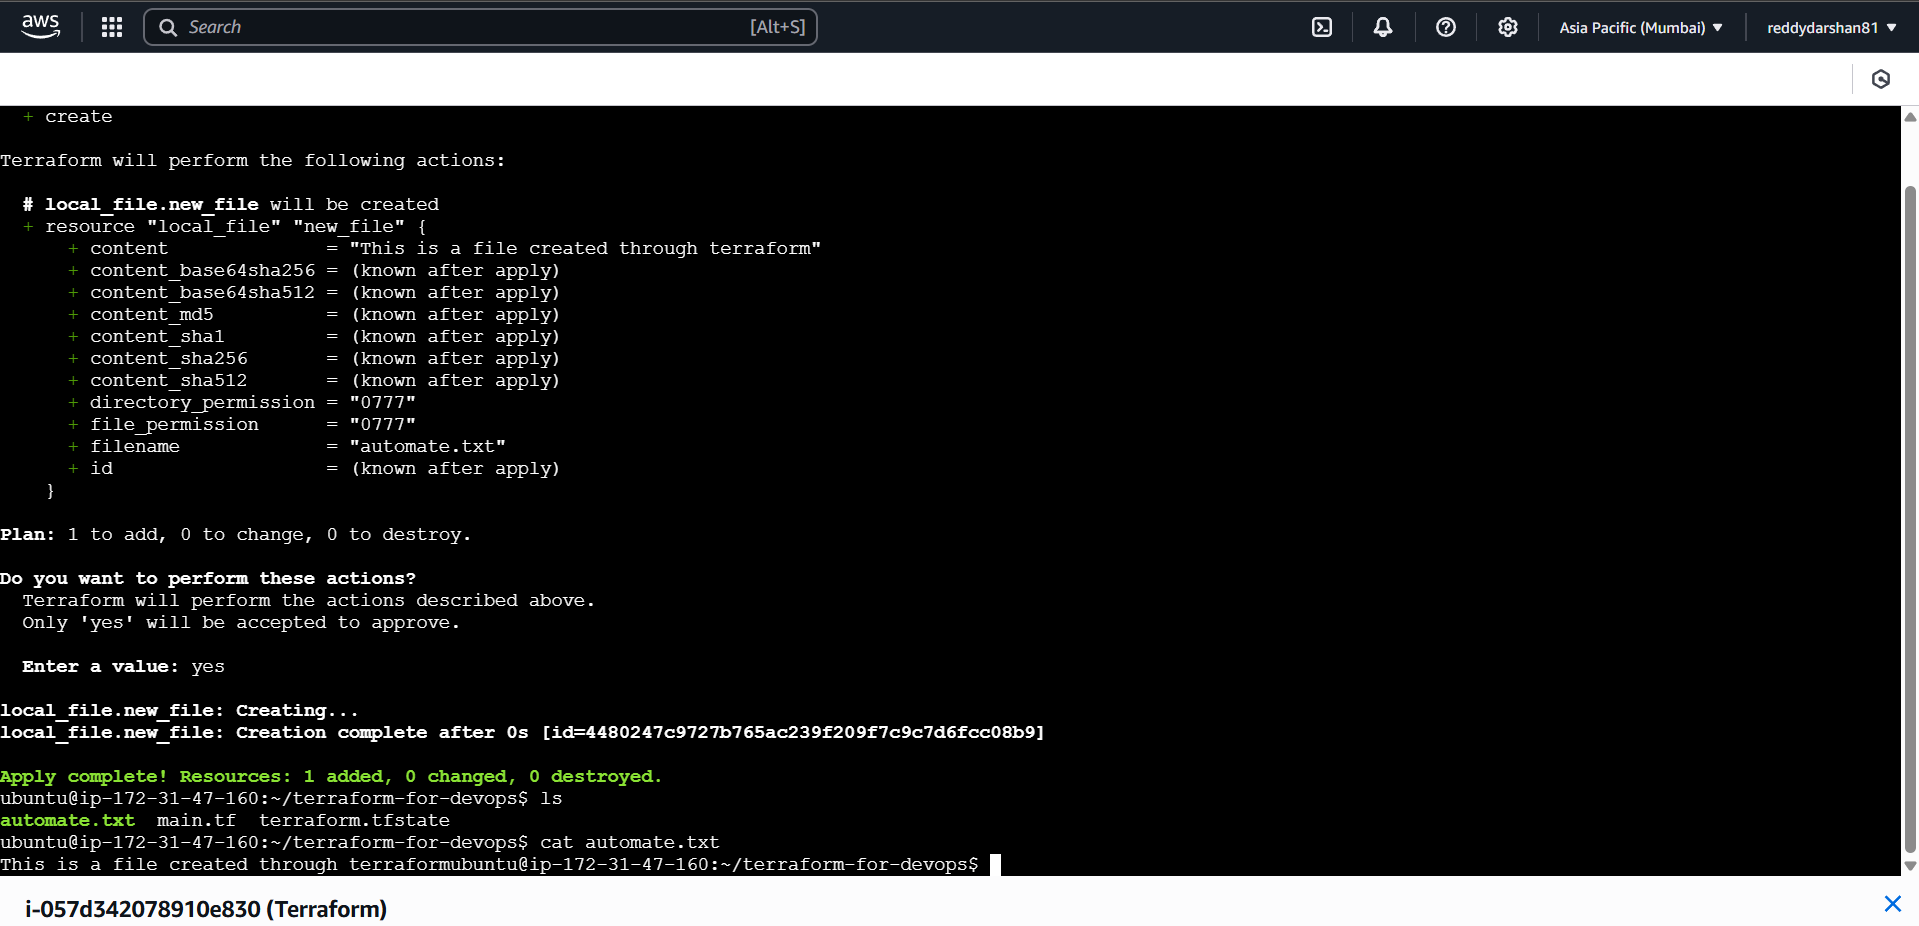 aws
Search [Alt+S] Asia Pacific (Mumbai) reddydarshan81
+ create
Terraform will perform the following actions:
# local_file.new_file will be created
+ resource "local_file" "new_file" {
+ content = "This is a file created through terraform"
+ content_base64sha256 = (known after apply)
+ content_base64sha512 = (known after apply)
+ content_md5 = (known after apply)
+ content_sha1 = (known after apply)
+ content_sha256 = (known after apply)
+ content_sha512 = (known after apply)
+ directory_permission = "0777"
+ file_permission = "0777"
+ filename = "automate.txt"
+ id = (known after apply)
}
Plan: 1 to add, 0 to change, 0 to destroy.
Do you want to perform these actions?
Terraform will perform the actions described above.
Only 'yes' will be accepted to approve.
Enter a value: yes
local_file.new_file: Creating...
local_file.new_file: Creation complete after 0s [id=4480247c9727b765ac239f209f7c9c7d6fcc08b9]
Apply complete! Resources: 1 added, 0 changed, 0 destroyed.
ubuntu@ip-172-31-47-160:~/terraform-for-devops$ ls
automate.txt main.tf terraform.tfstate
ubuntu@ip-172-31-47-160:~/terraform-for-devops$ cat automate.txt
This is a file created through terraformubuntu@ip-172-31-47-160:~/terraform-for-devops$
i-057d342078910e830 (Terraform)